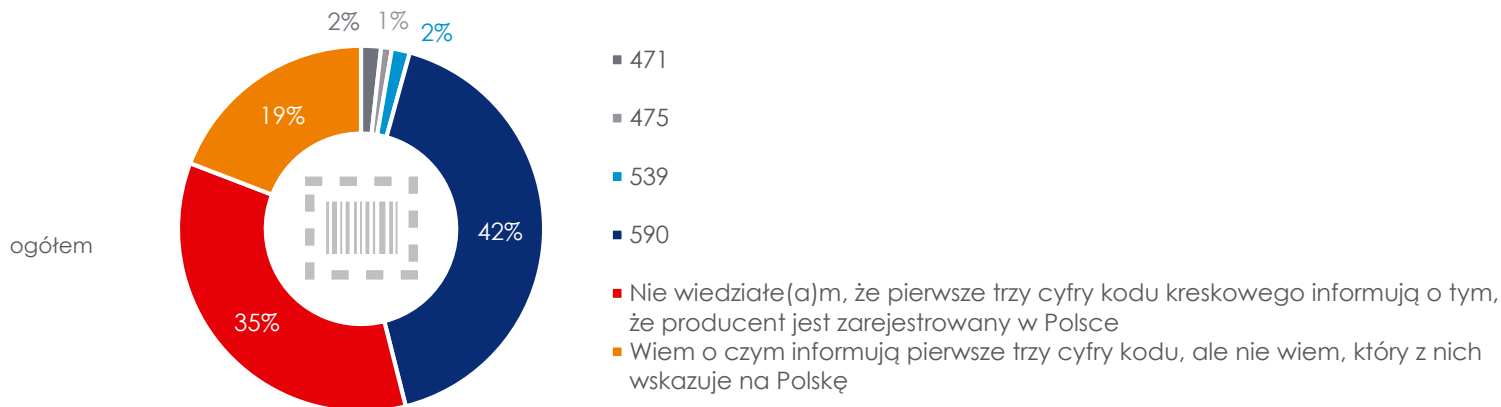 2%
1%
2%
19%
42%
35%
ogółem
471
475
539
590
Nie wiedziałe(a)m, że pierwsze trzy cyfry kodu kreskowego informują o tym,
że producent jest zarejestrowany w Polsce
Wiem o czym informują pierwsze trzy cyfry kodu, ale nie wiem, który z nich
wskazuje na Polskę